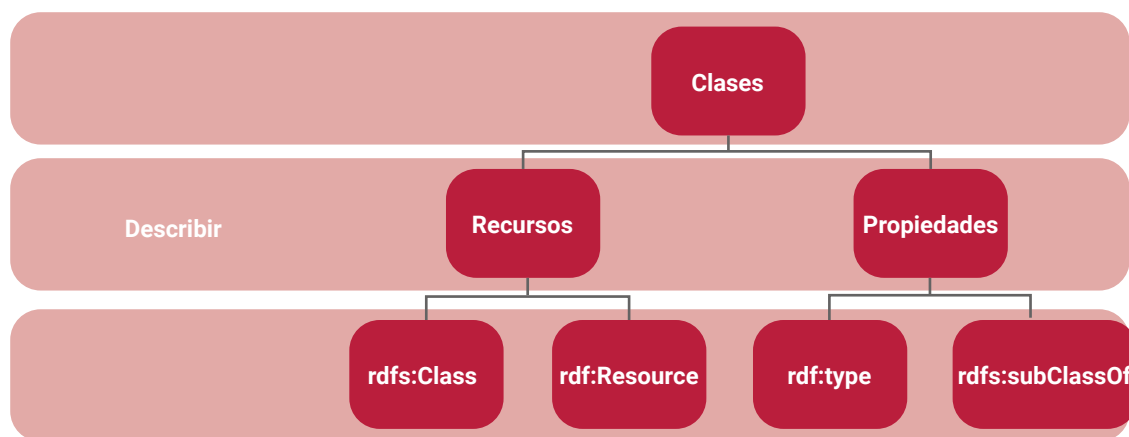 Clases
Describir
Recursos
Propiedades
rdfs:Class
rdf:Resource
rdf:type
rdfs:subClassOf